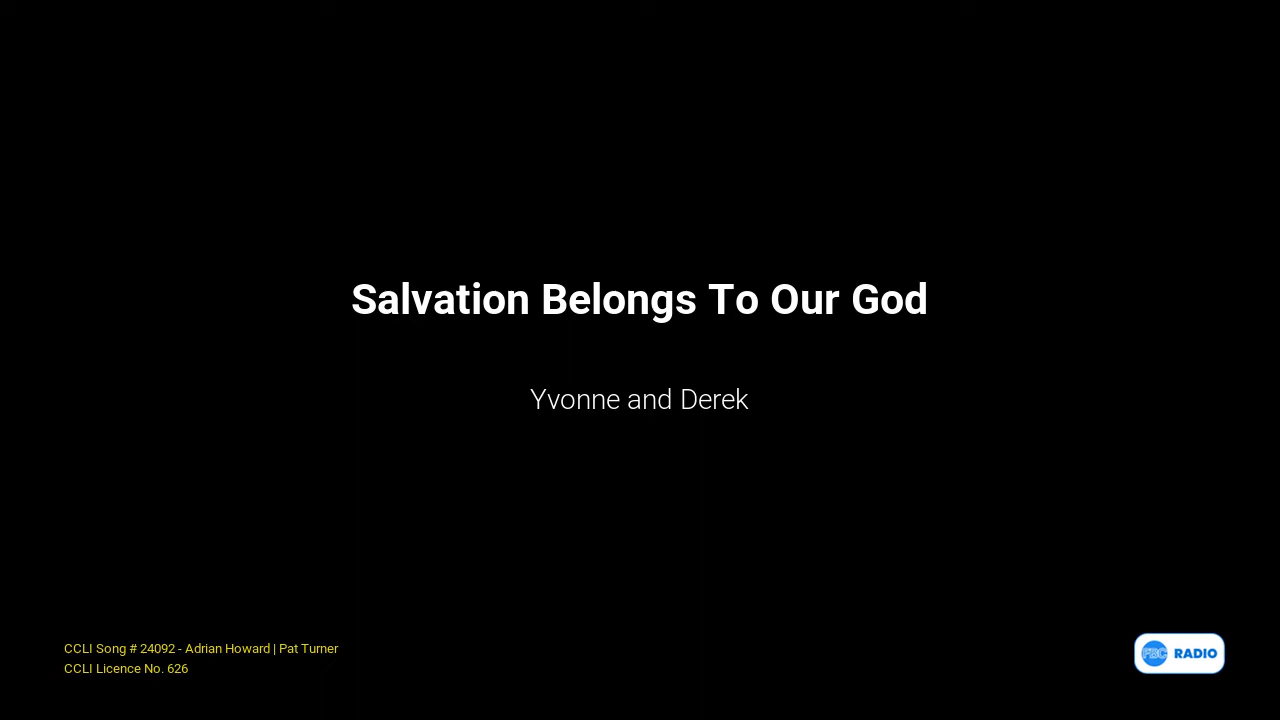 Salvation Belongs To Our God
Yvonne and Derek
CCLI Song # 24092 - Adrian Howard | Pat Turner
CCLI Licence No. 626
FBC RADIO